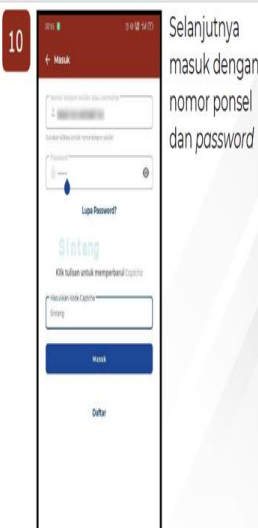 10
Selanjutnya
masuk dengan
nomor ponsel
dan password
← Masuk
Password
Lupa Password?
Sintang
Klik tulisan untuk memperbarui Captcha
Masukkan Kode Captcha
Sintang
Masuk
Daftar